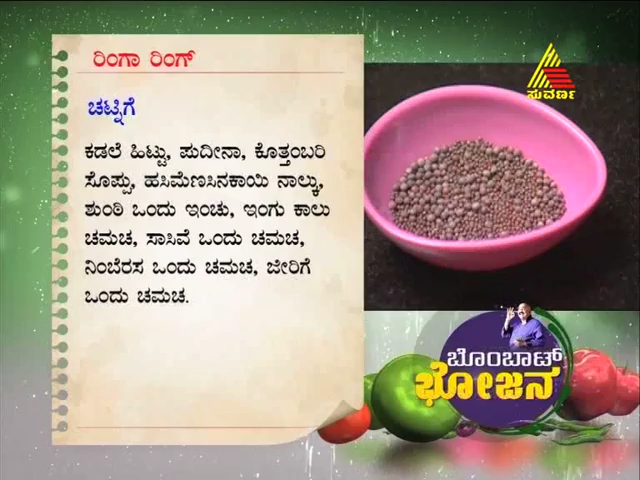 ರಿಂಗಾ ರಿಂಗ್
ಚಟ್ನಿಗೆ
ಕಡಲೆ ಹಿಟ್ಟು, ಪುದೀನಾ, ಕೊತ್ತಂಬರಿ
ಸೊಪ್ಪು, ಹಸಿಮೆಣಸಿನಕಾಯಿ ನಾಲ್ಕು,
ಶುಂಠಿ ಒಂದು ಇಂಚು, ಇಂಗು ಕಾಲು
ಚಮಚ, ಸಾಸಿವೆ ಒಂದು ಚಮಚ,
ನಿಂಬೆರಸ ಒಂದು ಚಮಚ, ಜೀರಿಗೆ
ಒಂದು ಚಮಚ.
ಸುವರ್ಣ
ಬೊಂಬಾಟ್
ಭೋಜನ